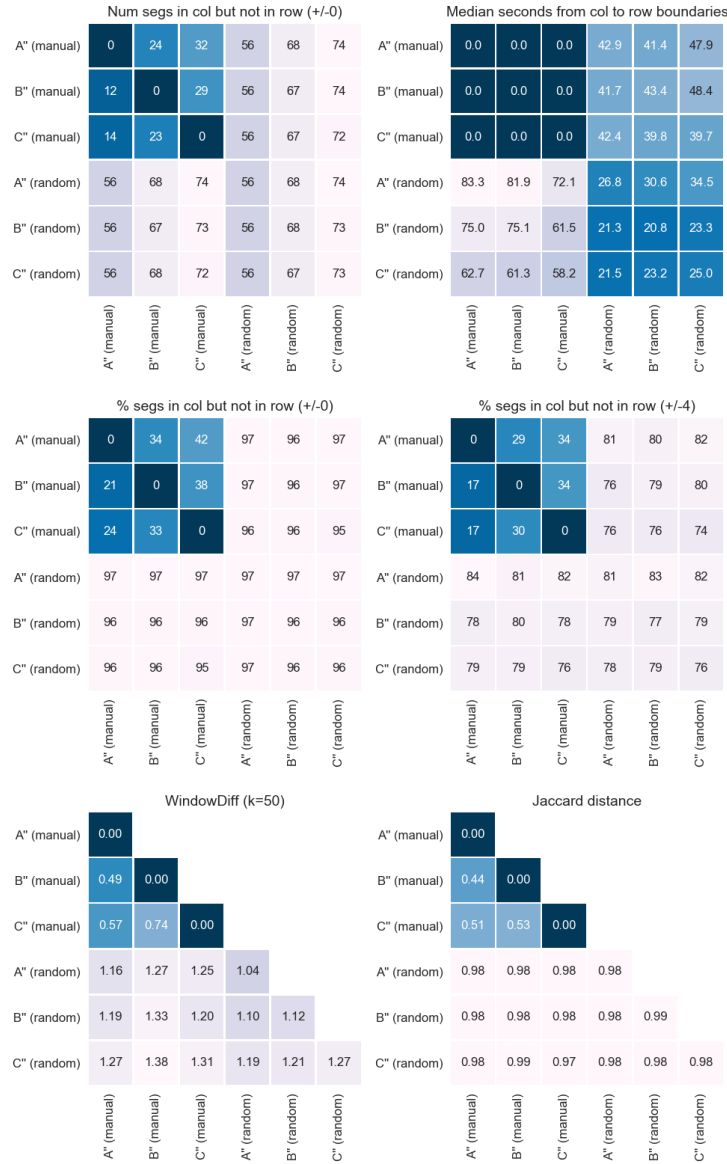 Num segs in col but not in row (+/-0)
A" (manual) 0 24 32 56 68 74
B" (manual) 12 0 29 56 67 74
C" (manual) 14 23 0 56 67 72
A" (random) 56 68 74 56 68 74
B" (random) 56 67 73 56 68 73
C" (random) 56 68 72 56 67 73
A" (manual) B" (manual) C" (manual) A" (random) B" (random) C" (random)
Median seconds from col to row boundaries
A" (manual) 0.0 0.0 0.0 42.9 41.4 47.9
B" (manual) 0.0 0.0 0.0 41.7 43.4 48.4
C" (manual) 0.0 0.0 0.0 42.4 39.8 39.7
A" (random) 83.3 81.9 72.1 26.8 30.6 34.5
B" (random) 75.0 75.1 61.5 21.3 20.8 23.3
C" (random) 62.7 61.3 58.2 21.5 23.2 25.0
A" (manual) B" (manual) C" (manual) A" (random) B" (random) C" (random)
% segs in col but not in row (+/-0)
A" (manual) 0 34 42 97 96 97
B" (manual) 21 0 38 97 96 97
C" (manual) 24 33 0 96 96 95
A" (random) 97 97 97 97 97 97
B" (random) 96 96 96 97 96 96
C" (random) 96 96 95 97 96 96
A" (manual) B" (manual) C" (manual) A" (random) B" (random) C" (random)
% segs in col but not in row (+/-4)
A" (manual) 0 29 34 81 80 82
B" (manual) 17 0 34 76 79 80
C" (manual) 17 30 0 76 76 74
A" (random) 84 81 82 81 83 82
B" (random) 78 80 78 79 77 79
C" (random) 79 79 76 78 79 76
A" (manual) B" (manual) C" (manual) A" (random) B" (random) C" (random)
WindowDiff (k=50)
A" (manual) 0.00
B" (manual) 0.49 0.00
C" (manual) 0.57 0.74 0.00
A" (random) 1.16 1.27 1.25 1.04
B" (random) 1.19 1.33 1.20 1.10 1.12
C" (random) 1.27 1.38 1.31 1.19 1.21 1.27
A" (manual) B" (manual) C" (manual) A" (random) B" (random) C" (random)
Jaccard distance
A" (manual) 0.00
B" (manual) 0.44 0.00
C" (manual) 0.51 0.53 0.00
A" (random) 0.98 0.98 0.98 0.98
B" (random) 0.98 0.98 0.98 0.98 0.99
C" (random) 0.98 0.99 0.97 0.98 0.98 0.98
A" (manual) B" (manual) C" (manual) A" (random) B" (random) C" (random)